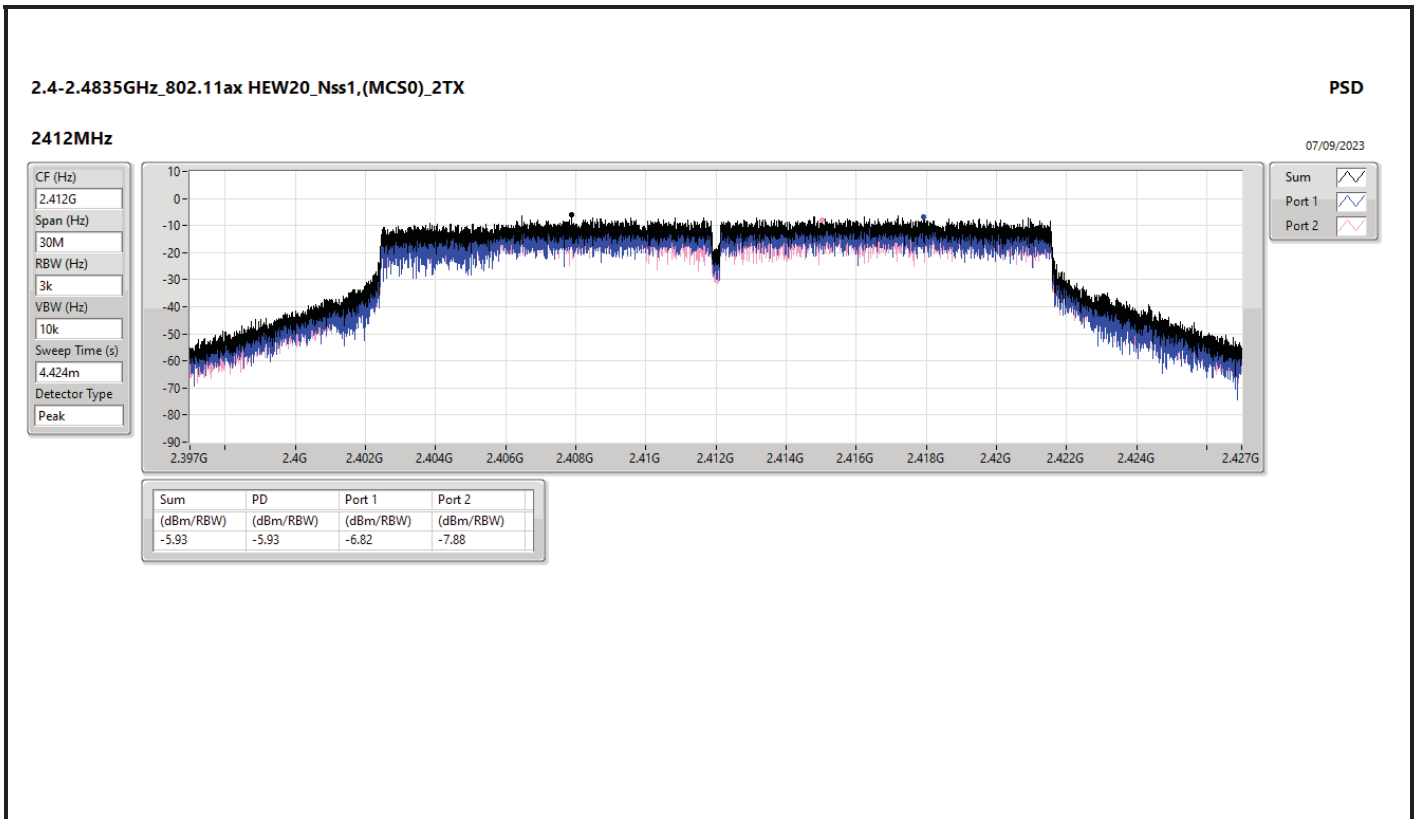 2.4-2.4835GHz_802.11ax HEW20_Nss1,(MCS0)_2TX
PSD
2412MHz
07/09/2023
CF (Hz)
2.412G
Span (Hz)
30M
RBW (Hz)
3k
VBW (Hz)
10k
Sweep Time (s)
4.424m
Detector Type
Peak
10
0
-10
-20
-30
-40
-50
-60
-70
-80
-90
2.397G 2.4G 2.402G 2.404G 2.406G 2.408G 2.41G 2.412G 2.414G 2.416G 2.418G 2.42G 2.422G 2.424G 2.427G
Sum
Port 1
Port 2
Sum PD Port 1 Port 2
(dBm/RBW) (dBm/RBW) (dBm/RBW) (dBm/RBW)
-5.93 -5.93 -6.82 -7.88